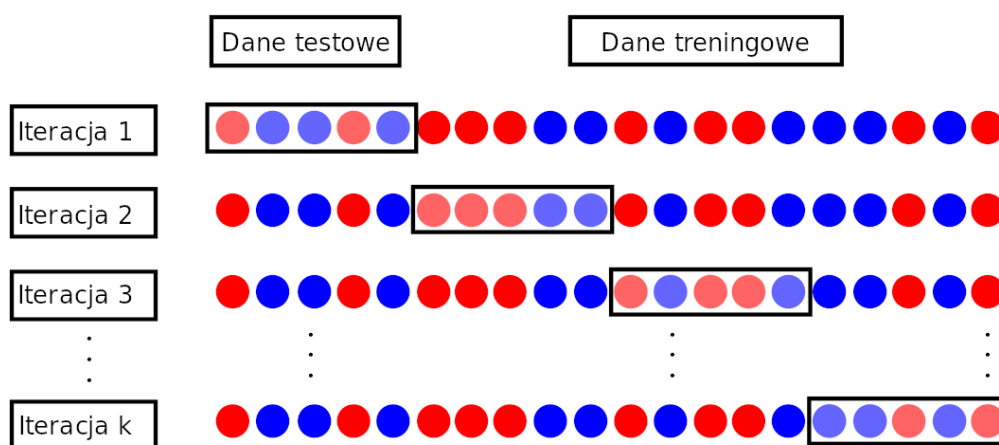 Dane testowe
Dane treningowe
Iteracja 1
Iteracja 2
Iteracja 3
Iteracja k